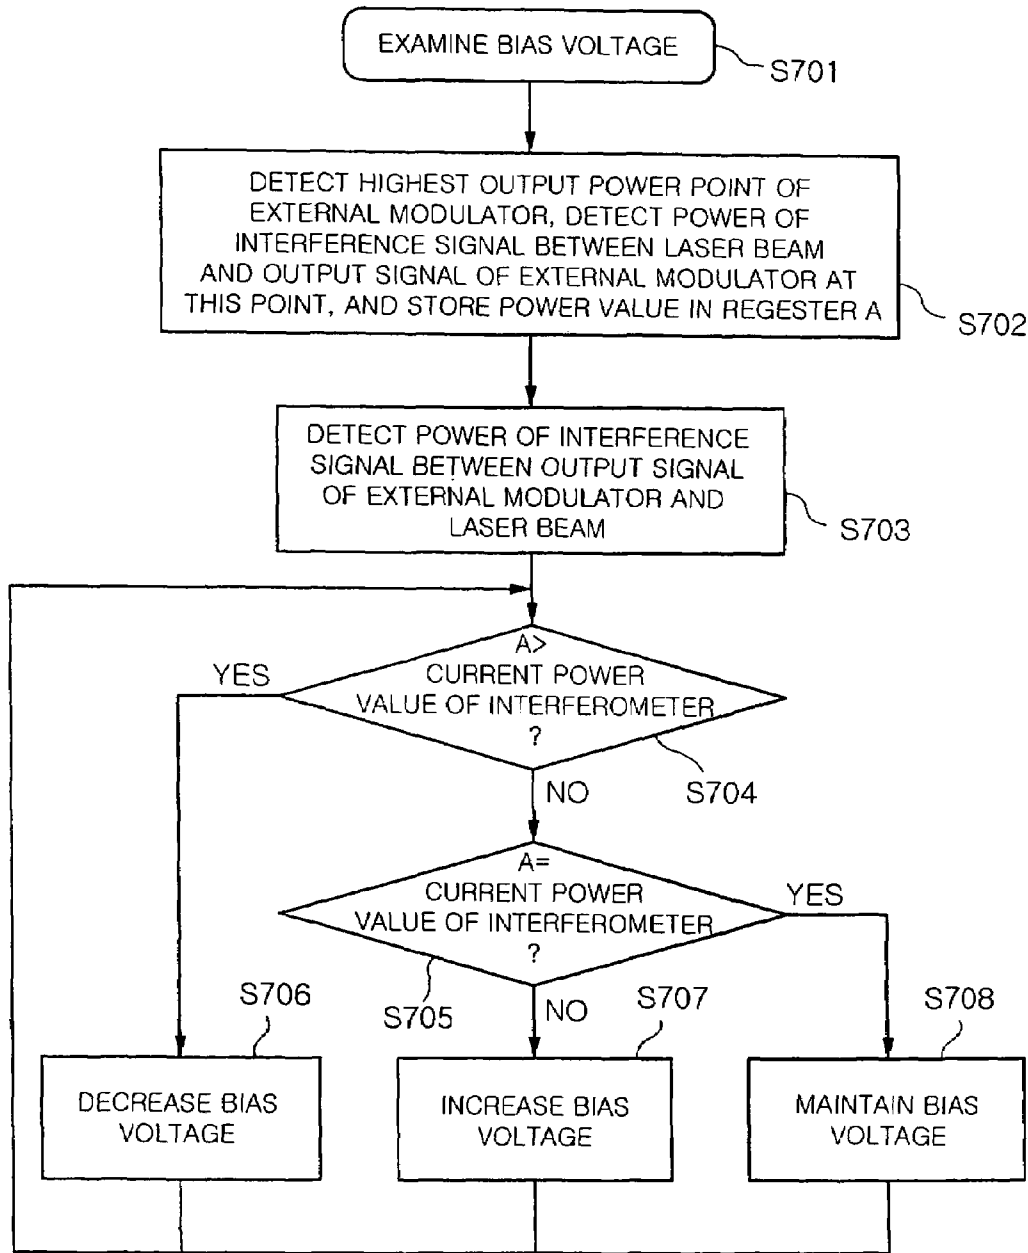 EXAMINE BIAS VOLTAGE
S701
DETECT HIGHEST OUTPUT POWER POINT OF
EXTERNAL MODULATOR, DETECT POWER OF
INTERFERENCE SIGNAL BETWEEN LASER BEAM
AND OUTPUT SIGNAL OF EXTERNAL MODULATOR AT
THIS POINT, AND STORE POWER VALUE IN REGESTER A
S702
DETECT POWER OF INTERFERENCE
SIGNAL BETWEEN OUTPUT SIGNAL
OF EXTERNAL MODULATOR AND
LASER BEAM
S703
A>
CURRENT POWER
VALUE OF INTERFEROMETER
?
YES
S704
NO
A=
CURRENT POWER
VALUE OF INTERFEROMETER
?
YES
S705
NO
S706
DECREASE BIAS
VOLTAGE
S707
INCREASE BIAS
VOLTAGE
S708
MAINTAIN BIAS
VOLTAGE